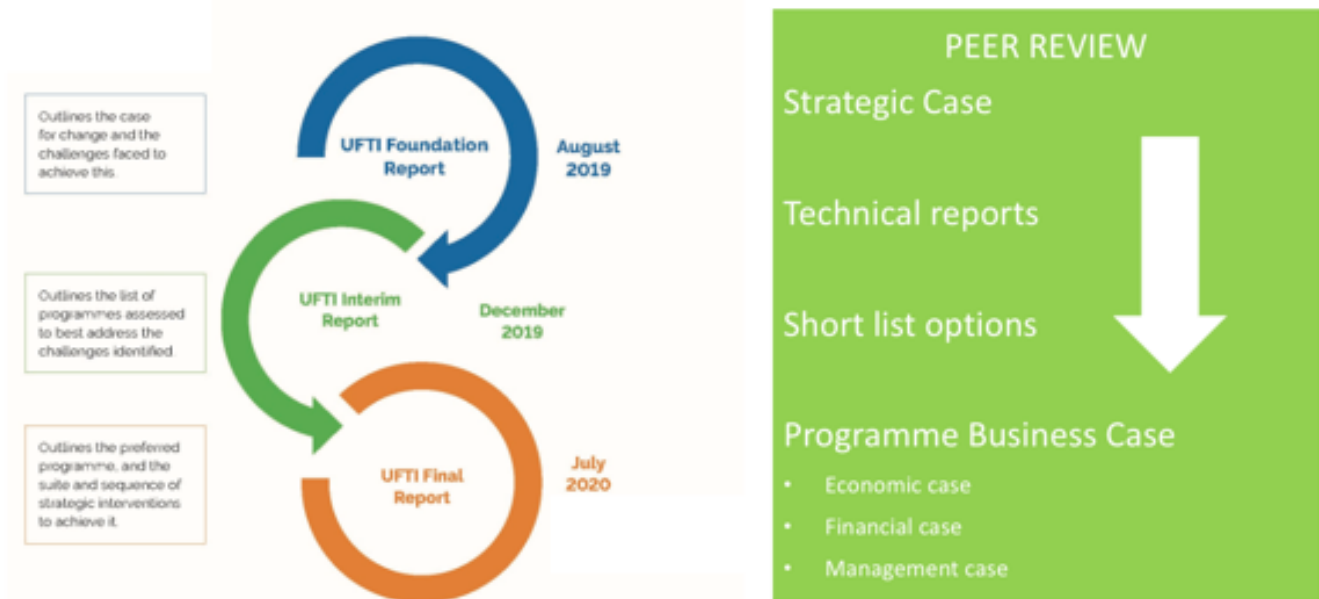 Outlines the case
for change and the
challenges faced to
achieve this.
UFTI Foundation
Report
August
2019
Outlines the list of
programmes assessed
to best address the
challenges identified
UFTI Interim
Report
December
2019
Outlines the preferred
programme, and the
suite and sequence of
strategic interventions
to achieve it.
UFTI Final
Report
July
2020
PEER REVIEW
Strategic Case
Technical reports
Short list options
Programme Business Case
• Economic case
• Financial case
• Management case